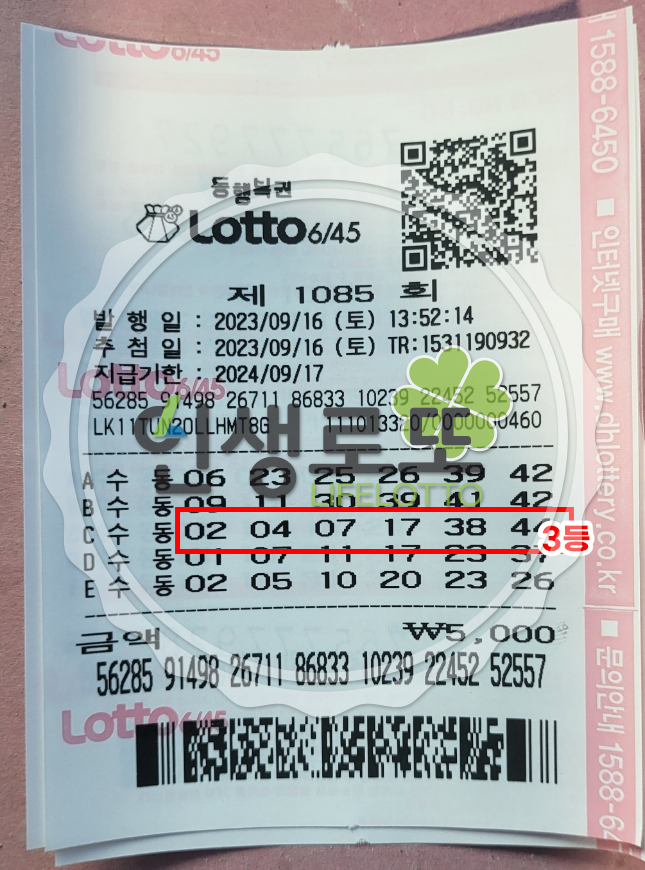 Lotto6/45
동행복권
Lotto 6/45
제 1085 회
발 행 일 : 2023/09/16 (토) 13:52:14
추 첨 일 : 2023/09/16 (토) TR:1531190932
지급기한 : 2024/09/17
Lotto6/45
56285 91498 26711 86833 10239 22452 52557
인생로또
LIFELOTTO
A 수 동 06 23 25 26 39 42
B 수 동 09 11 30 39 41 42
C 수 동 02 04 07 17 38
3등
D 수 동 01 07 11 17 23
E 수 동 02 05 10 20 23 26
금액 ₩5,000
56285 91498 26711 86833 10239 22452 52557
Lotto6/45
1588-6450 ■ 인터넷구매 www.dhlottery.co.kr
■ 문의안내